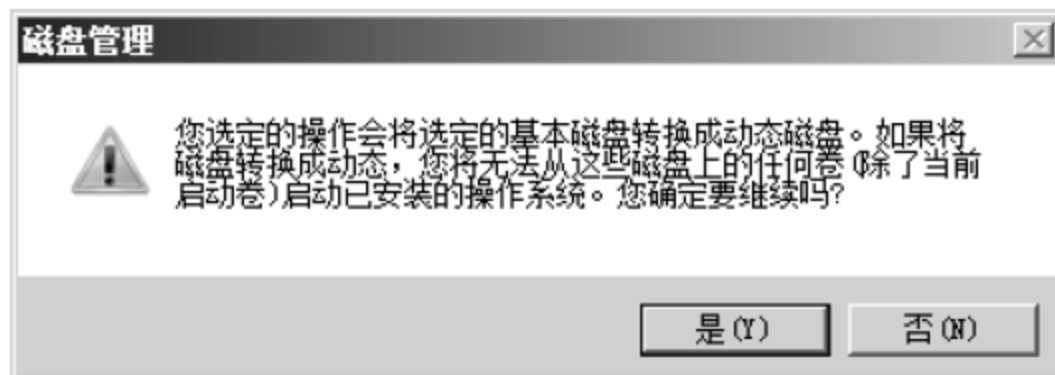 磁盘管理
您选定的操作会将选定的基本磁盘转换成动态磁盘。如果将
磁盘转换成动态，您将无法从这些磁盘上的任何卷(除了当前
启动卷)启动已安装的操作系统。您确定要继续吗?
是(Y)
否(N)